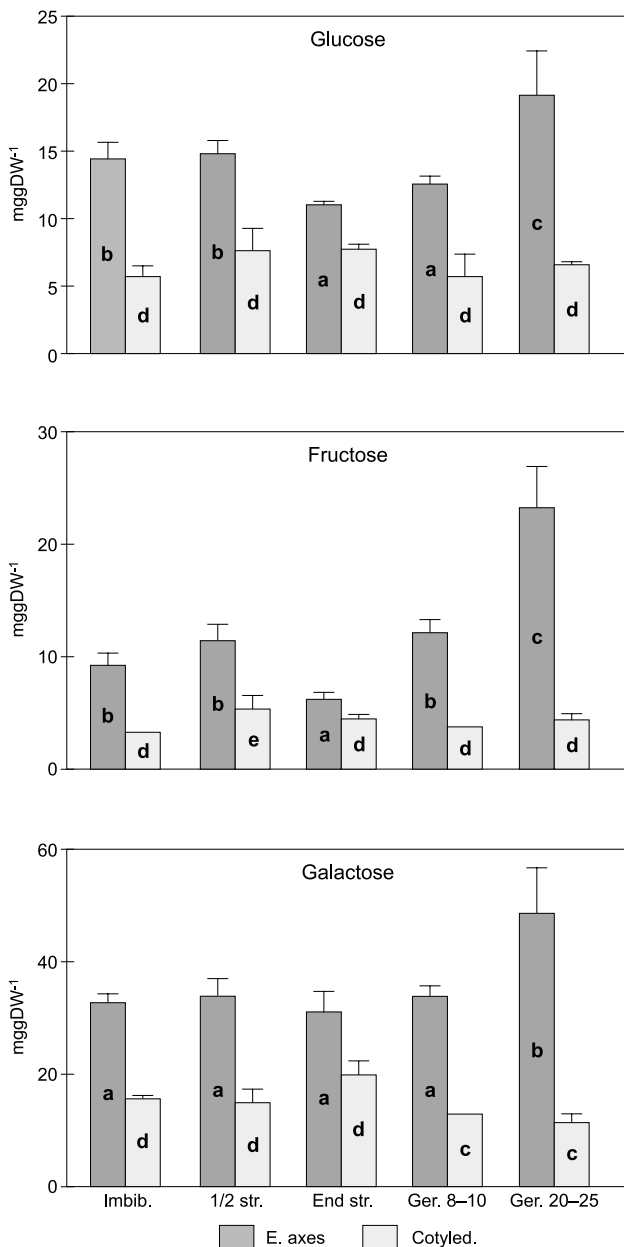 Glucose
25
20
15
10
5
0
mggDW⁻¹
b d b d a d a d c d
Fructose
30
20
10
0
mggDW⁻¹
b d b e a d b d c d
Galactose
60
40
20
0
mggDW⁻¹
a d a d a d a c b c
Imbib. 1/2 str. End str. Ger. 8–10 Ger. 20–25
E. axes Cotyled.